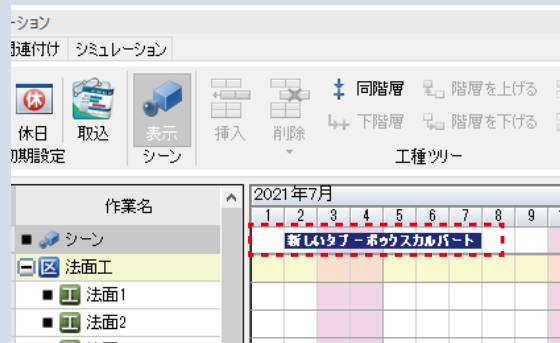 ーション
連付け シミュレーション
休日 取込 表示 挿入 削除 同階層 階層を上げる
下階層 階層を下げる
期設定 シーン 工種ツリー
作業名 2021年7月
1 2 3 4 5 6 7 8 9
シーン 新しいタブ-ボックスカルバート
区 法面工
工 法面1
工 法面2